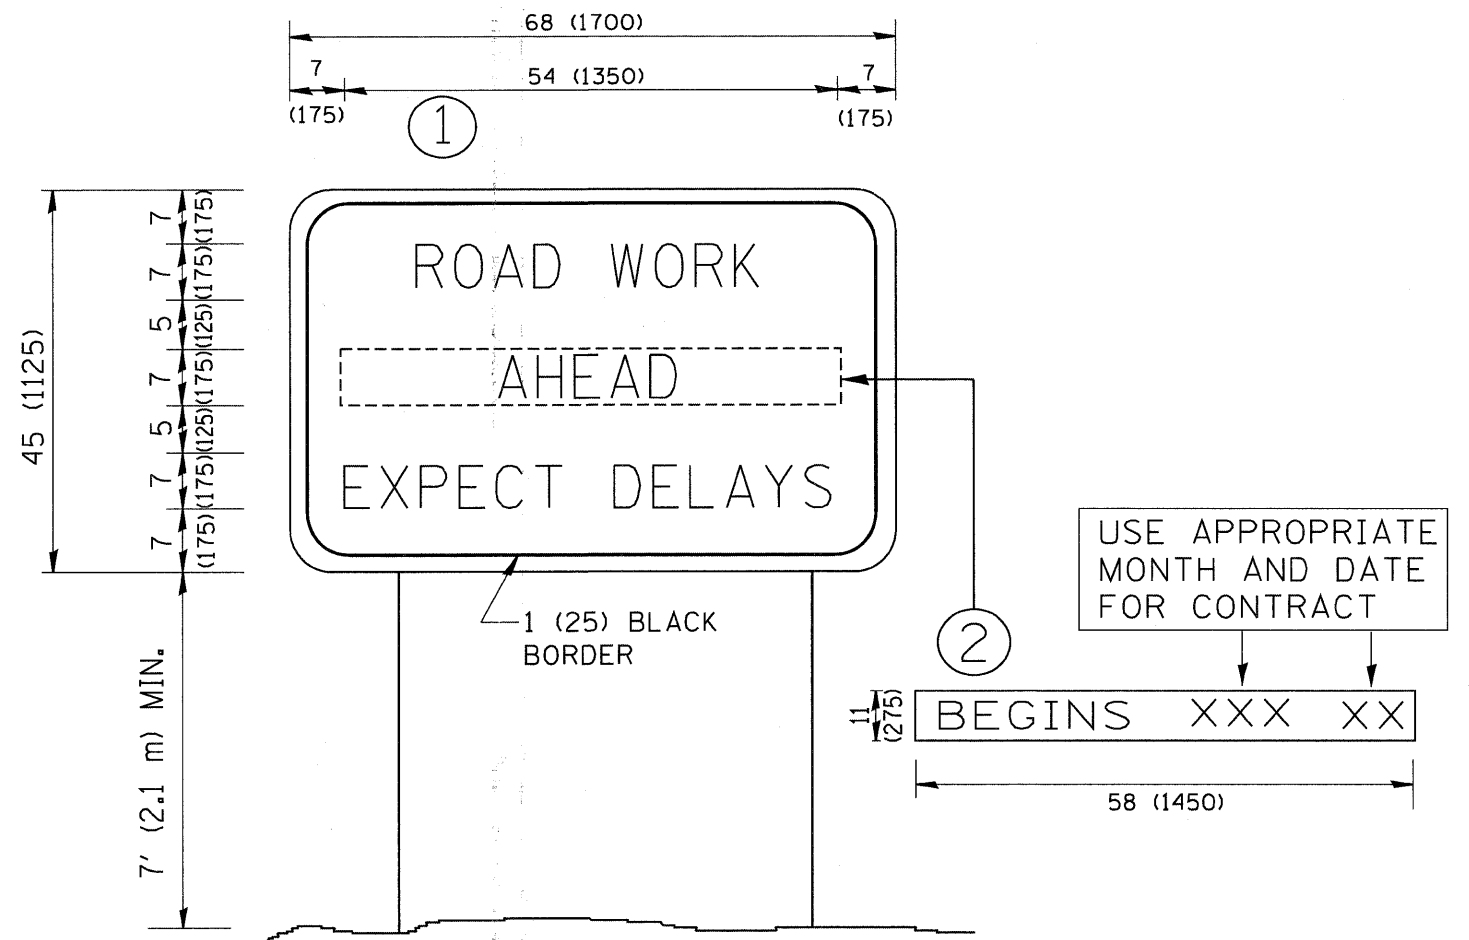 68 (1700)
7
54 (1350)
7
(175)
(175)
1
7
(175)
7
(175)
5
(125)
7
(175)
5
(125)
7
(175)
7
(175)
45 (1125)
7' (2.1 m) MIN.
ROAD WORK
AHEAD
EXPECT DELAYS
1 (25) BLACK
BORDER
2
USE APPROPRIATE
MONTH AND DATE
FOR CONTRACT
11
(275)
BEGINS XXX XX
58 (1450)